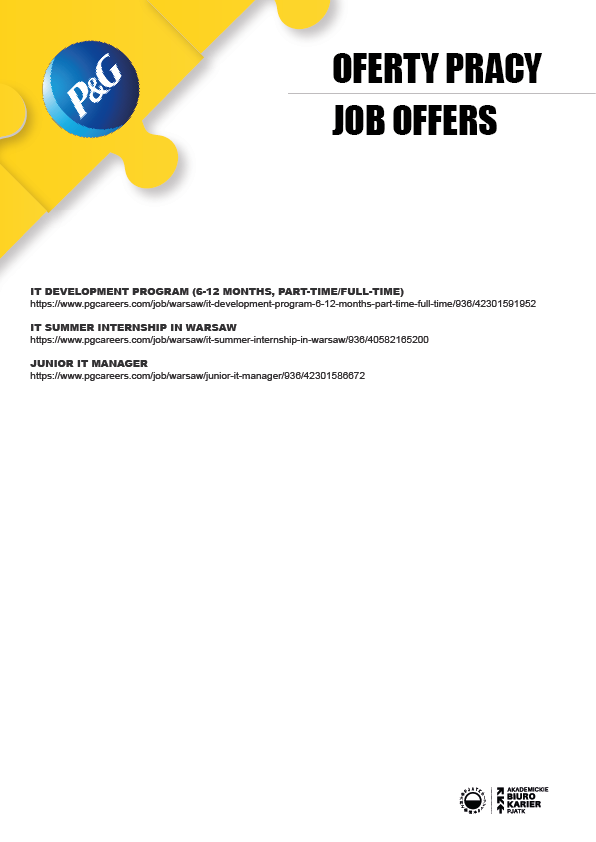 P&G
OFERTY PRACY
JOB OFFERS
IT DEVELOPMENT PROGRAM (6-12 MONTHS, PART-TIME/FULL-TIME)
https://www.pgcareers.com/job/warsaw/it-development-program-6-12-months-part-time-full-time/936/42301591952
IT SUMMER INTERNSHIP IN WARSAW
https://www.pgcareers.com/job/warsaw/it-summer-internship-in-warsaw/936/40582165200
JUNIOR IT MANAGER
https://www.pgcareers.com/job/warsaw/junior-it-manager/936/42301586672
AKADEMICKIE
BIURO
KARIER
PJATK